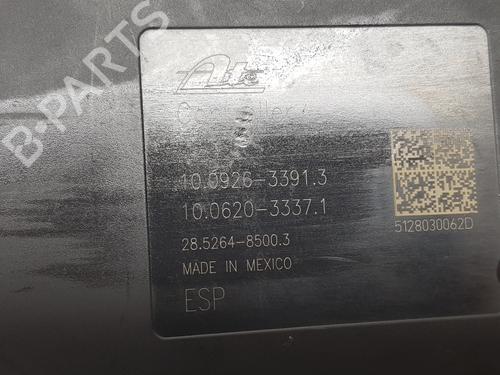 B-PARTS
Ate
Controller
10.0926-3391.3
10.0620-3337.1
28.5264-8500.3
MADE IN MEXICO
ESP
5128030062D